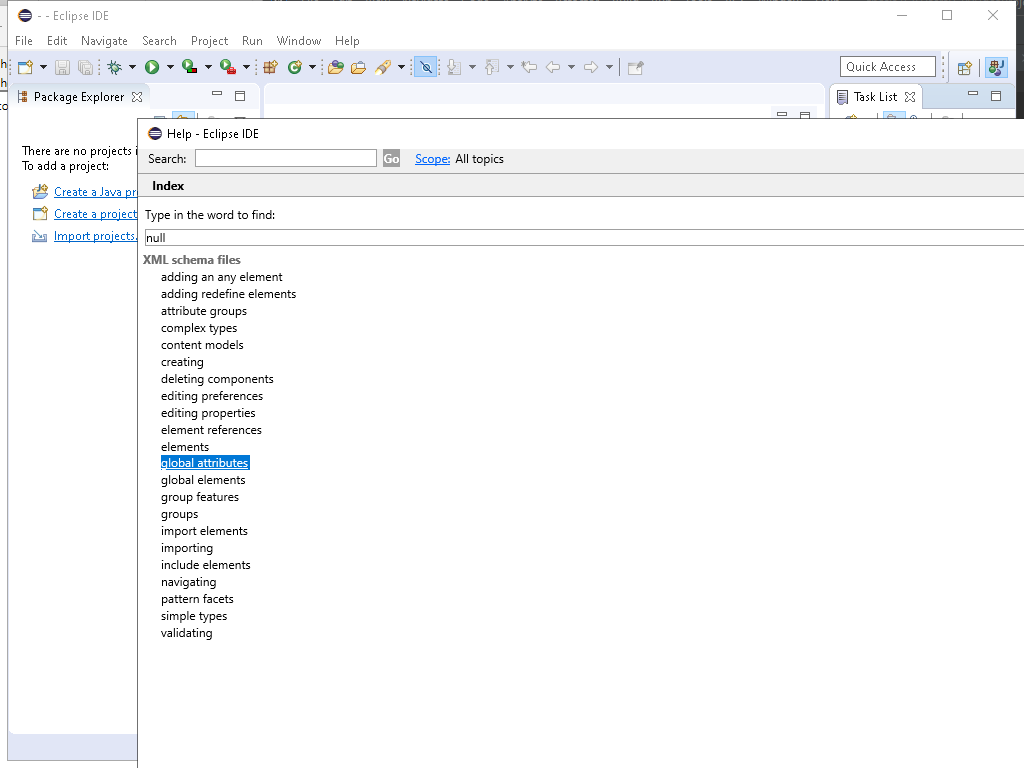 - - Eclipse IDE
File Edit Navigate Search Project Run Window Help
Quick Access
Package Explorer
Task List
There are no projects i
To add a project:
Create a Java pr
Create a project
Import projects.
Help - Eclipse IDE
Search: Go Scope: All topics
Index
Type in the word to find:
null
XML schema files
adding an any element
adding redefine elements
attribute groups
complex types
content models
creating
deleting components
editing preferences
editing properties
element references
elements
global attributes
global elements
group features
groups
import elements
importing
include elements
navigating
pattern facets
simple types
validating